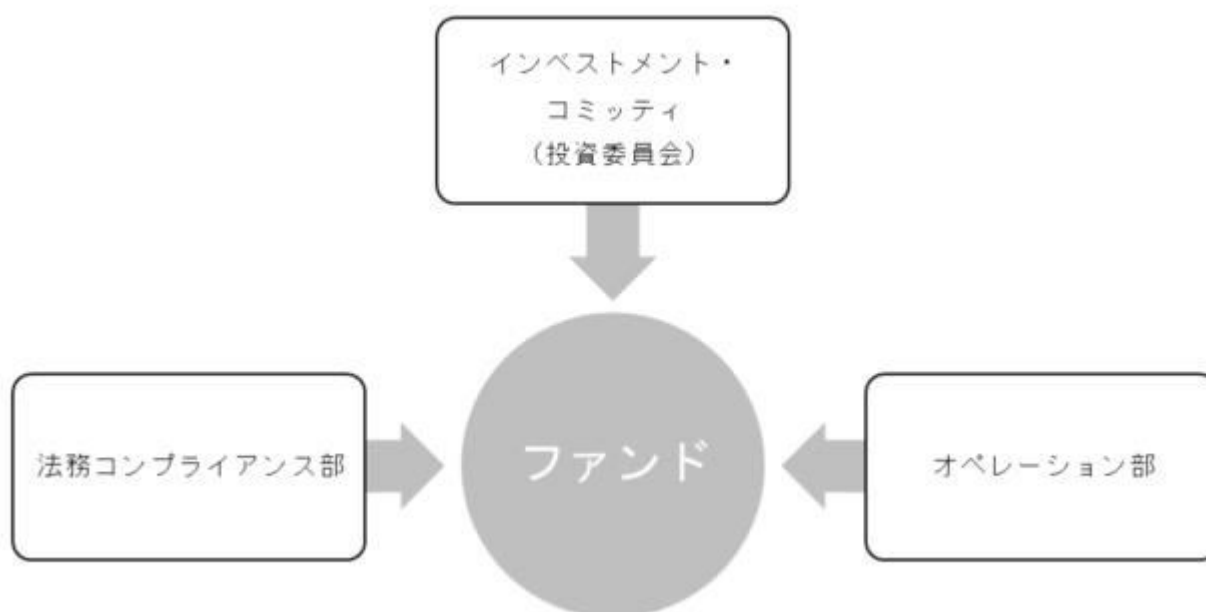 インベストメント・
コミッティ
(投資委員会)
法務コンプライアンス部
ファンド
オペレーション部